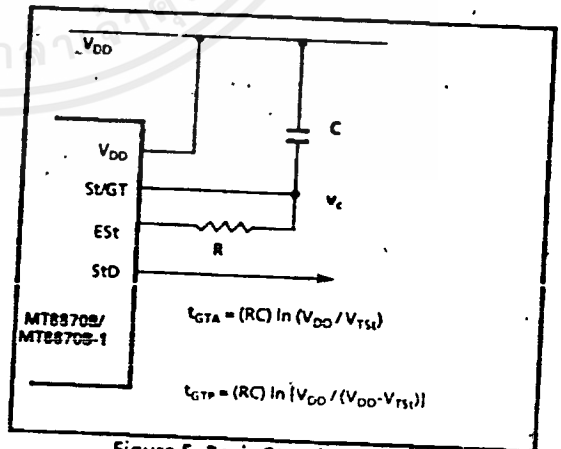 V_DD
C
V_DD
St/GT
v_c
ESt
R
StD
MT8870B/
MT8870B-1
t_GTA = (RC) ln (V_DD / V_TSt)
t_GTP = (RC) ln [V_DD / (V_DD-V_TSt)]